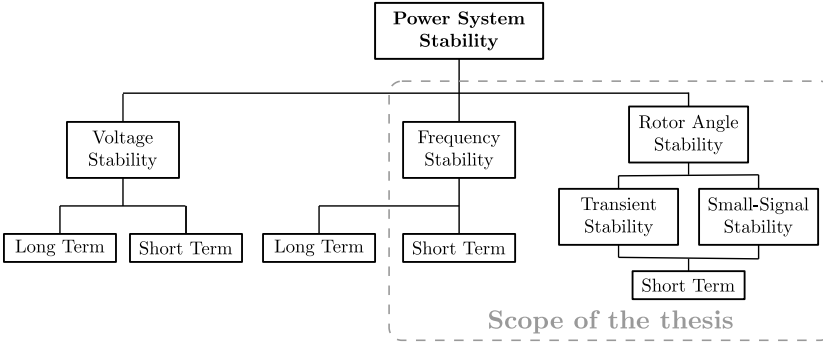 Power System
Stability
Voltage
Stability
Frequency
Stability
Rotor Angle
Stability
Transient
Stability
Small-Signal
Stability
Long Term
Short Term
Long Term
Short Term
Short Term
Scope of the thesis